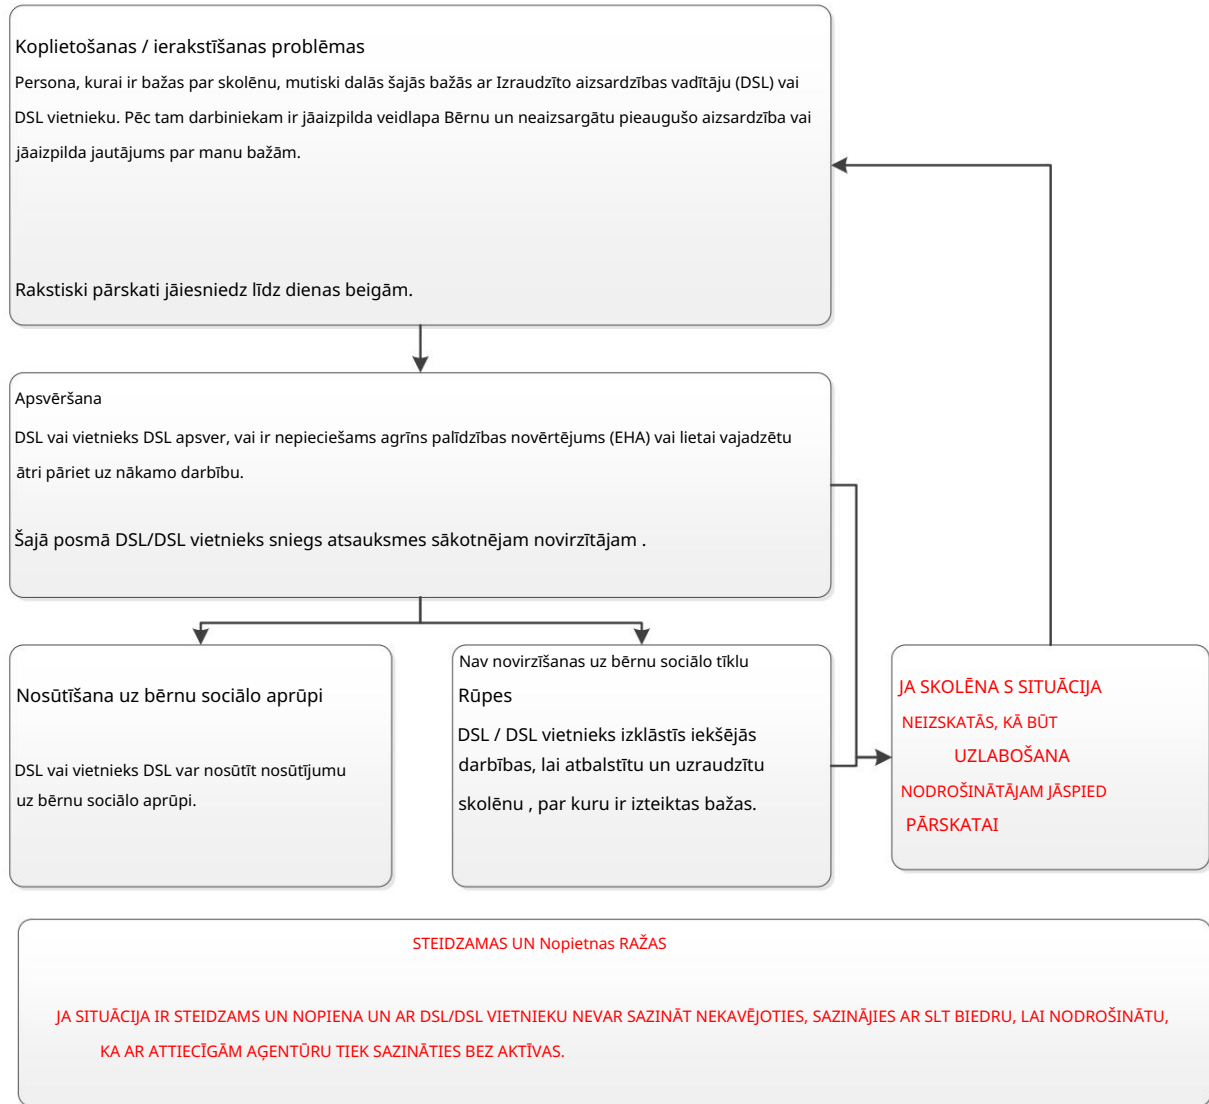 Koplietošanas / ierakstīšanas problēmas
Persona, kurai ir bažas par skolēnu, mutiski dalās šajās bažās ar Izraudzīto aizsardzības vadītāju (DSL) vai
DSL vietnieku. Pēc tam darbiniekam ir jāaizpilda veidlapa Bērnu un neaizsargātu pieaugušo aizsardzība vai
jāaizpilda jautājums par manu bažām.
Rakstiski pārskati jāiesniedz līdz dienas beigām.
Apsvēršana
DSL vai vietnieks DSL apsver, vai ir nepieciešams agrīns palīdzības novērtējums (EHA) vai lietai vajadzētu
ātri pāriet uz nākamo darbību.
Šajā posmā DSL/DSL vietnieks sniegs atsauksmes sākotnējam novirzītājam .
Nosūtīšana uz bērnu sociālo aprūpi
DSL vai vietnieks DSL var nosūtīt nosūtījumu
uz bērnu sociālo aprūpi.
Nav novirzīšanas uz bērnu sociālo tīklu
Rūpes
DSL / DSL vietnieks izklāstīs iekšējās
darbības, lai atbalstītu un uzraudzītu
skolēnu , par kuru ir izteiktas bažas.
JA SKOLĒNA S SITUĀCIJA
NEIZSKATĀS, KĀ BŪT
UZLABOŠANA
NODROŠINĀTĀJAM JĀSPIED
PĀRSKATAI
STEIDZAMAS UN Nopietnas RAŽAS
JA SITUĀCIJA IR STEIDZAMS UN NOPIENA UN AR DSL/DSL VIETNIEKU NEVAR SAZINĀT NEKAVĒJOTIES, SAZINĀJIES AR SLT BIEDRU, LAI NODROŠINĀTU,
KA AR ATTIECĪGĀM AĢENTŪRU TIEK SAZINĀTIES BEZ AKTĪVAS.